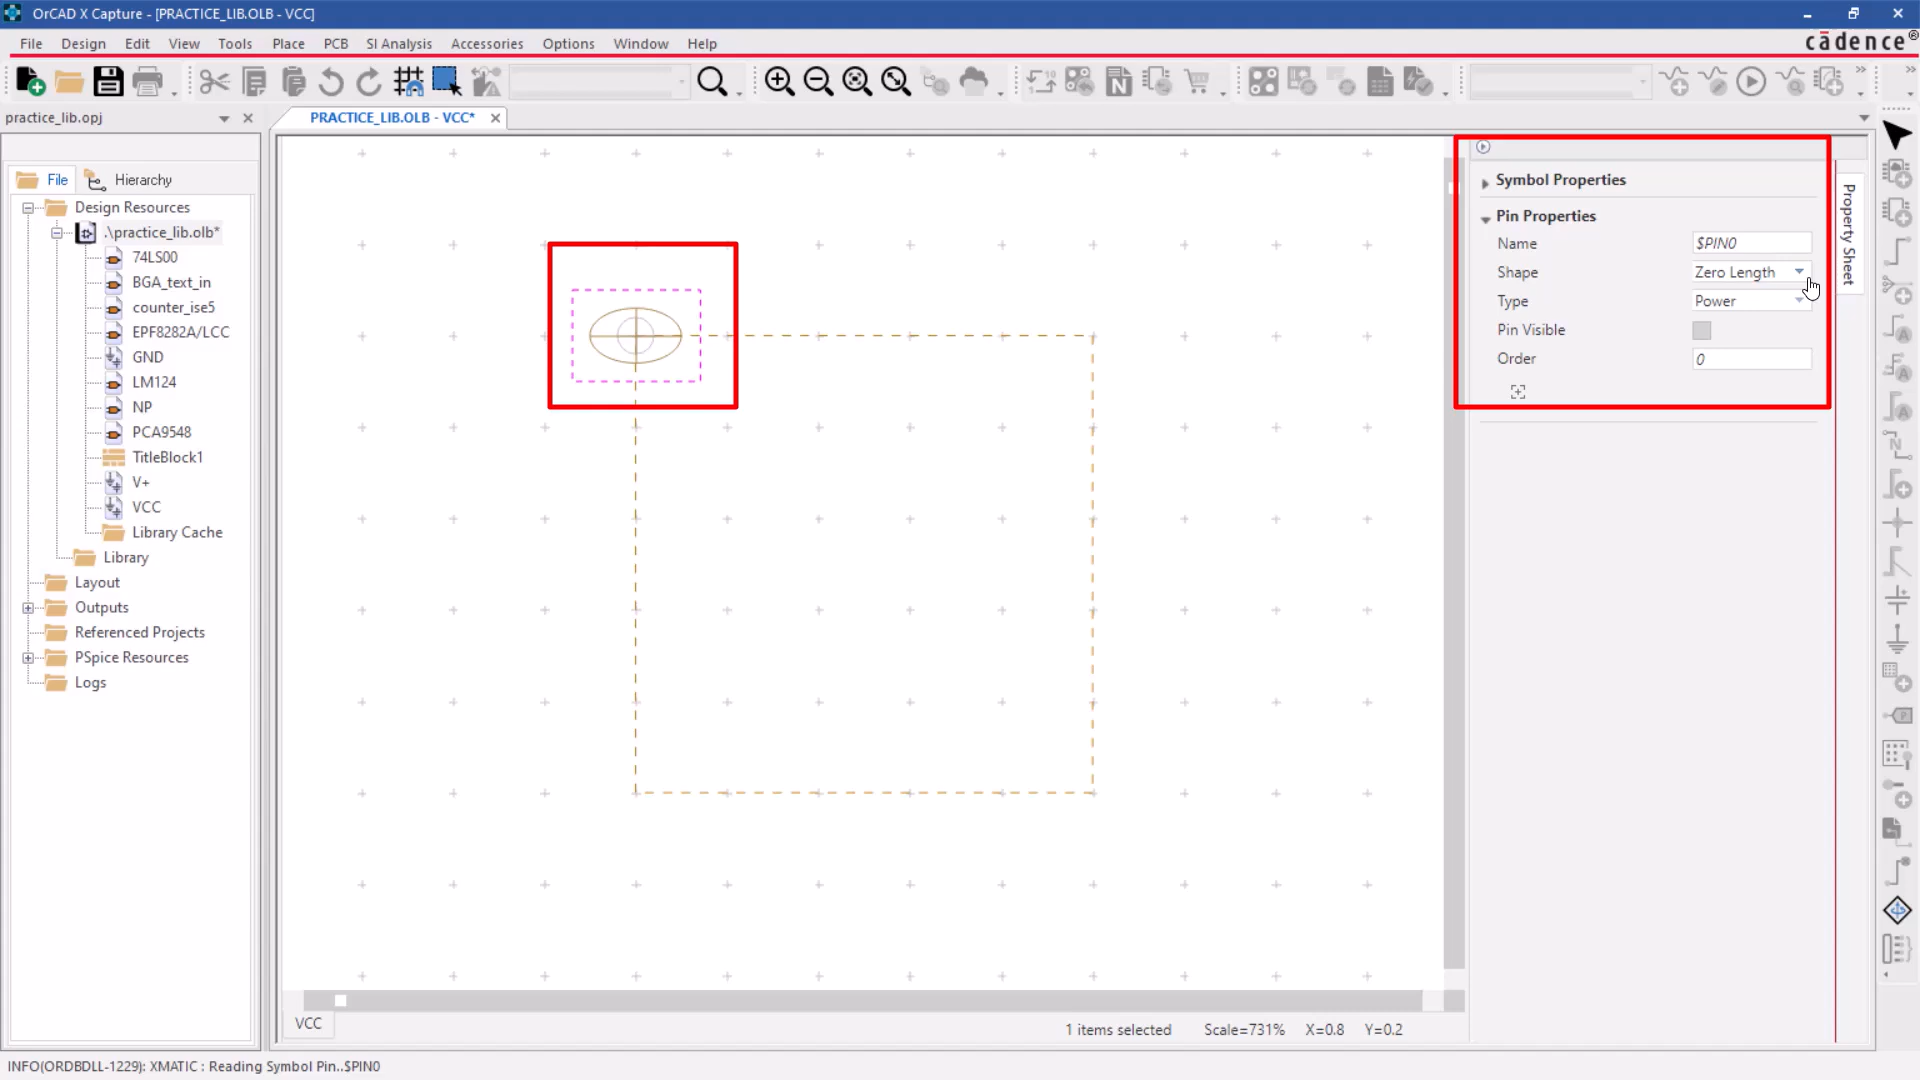 OrCAD X Capture - [PRACTICE_LIB.OLB - VCC]
File Design Edit View Tools Place PCB SI Analysis Accessories Options Window Help
cādence®
practice_lib.opj
PRACTICE_LIB.OLB - VCC*
File Hierarchy
Design Resources
.\practice_lib.olb*
74LS00
BGA_text_in
counter_ise5
EPF8282A/LCC
GND
LM124
NP
PCA9548
TitleBlock1
V+
VCC
Library Cache
Library
Layout
Outputs
Referenced Projects
PSpice Resources
Logs
Symbol Properties
Pin Properties
Name $PIN0
Shape Zero Length
Type Power
Pin Visible
Order 0
Property Sheet
VCC
1 items selected Scale=731% X=0.8 Y=0.2
INFO(ORDBDLL-1229): XMATIC : Reading Symbol Pin..$PIN0